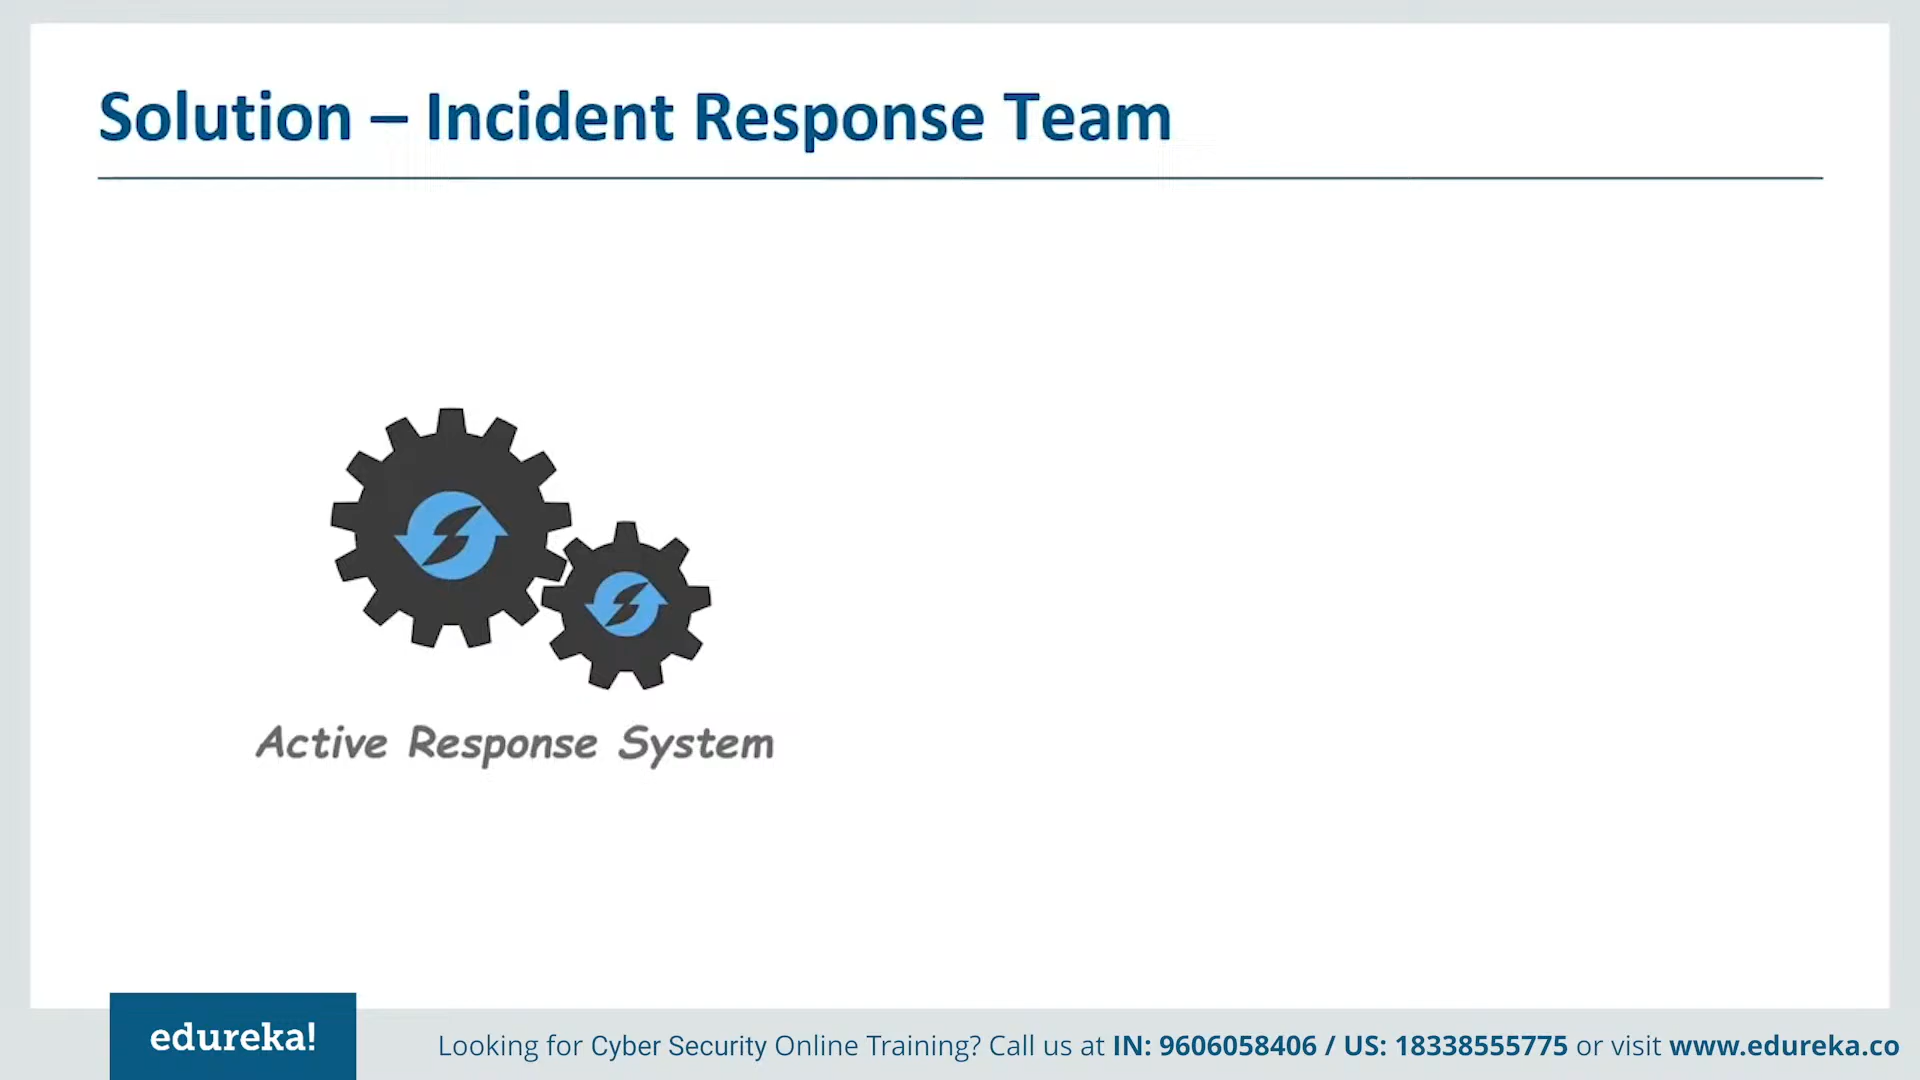 Solution – Incident Response Team
Active Response System
edureka!
Looking for Cyber Security Online Training? Call us at IN: 9606058406 / US: 18338555775 or visit www.edureka.co